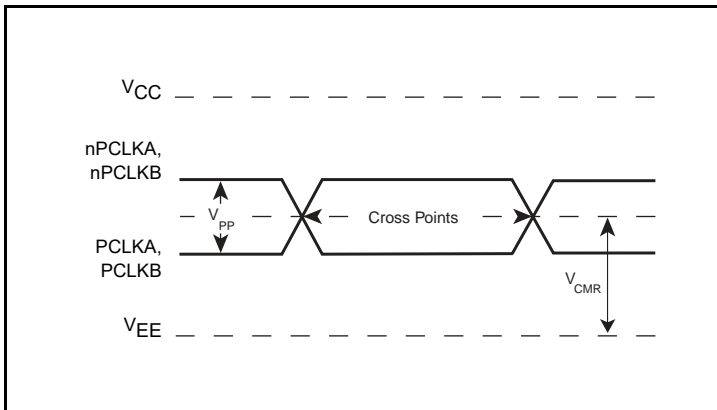 VCC
nPCLKA,
nPCLKB
VPP
Cross Points
PCLKA,
PCLKB
VCMR
VEE